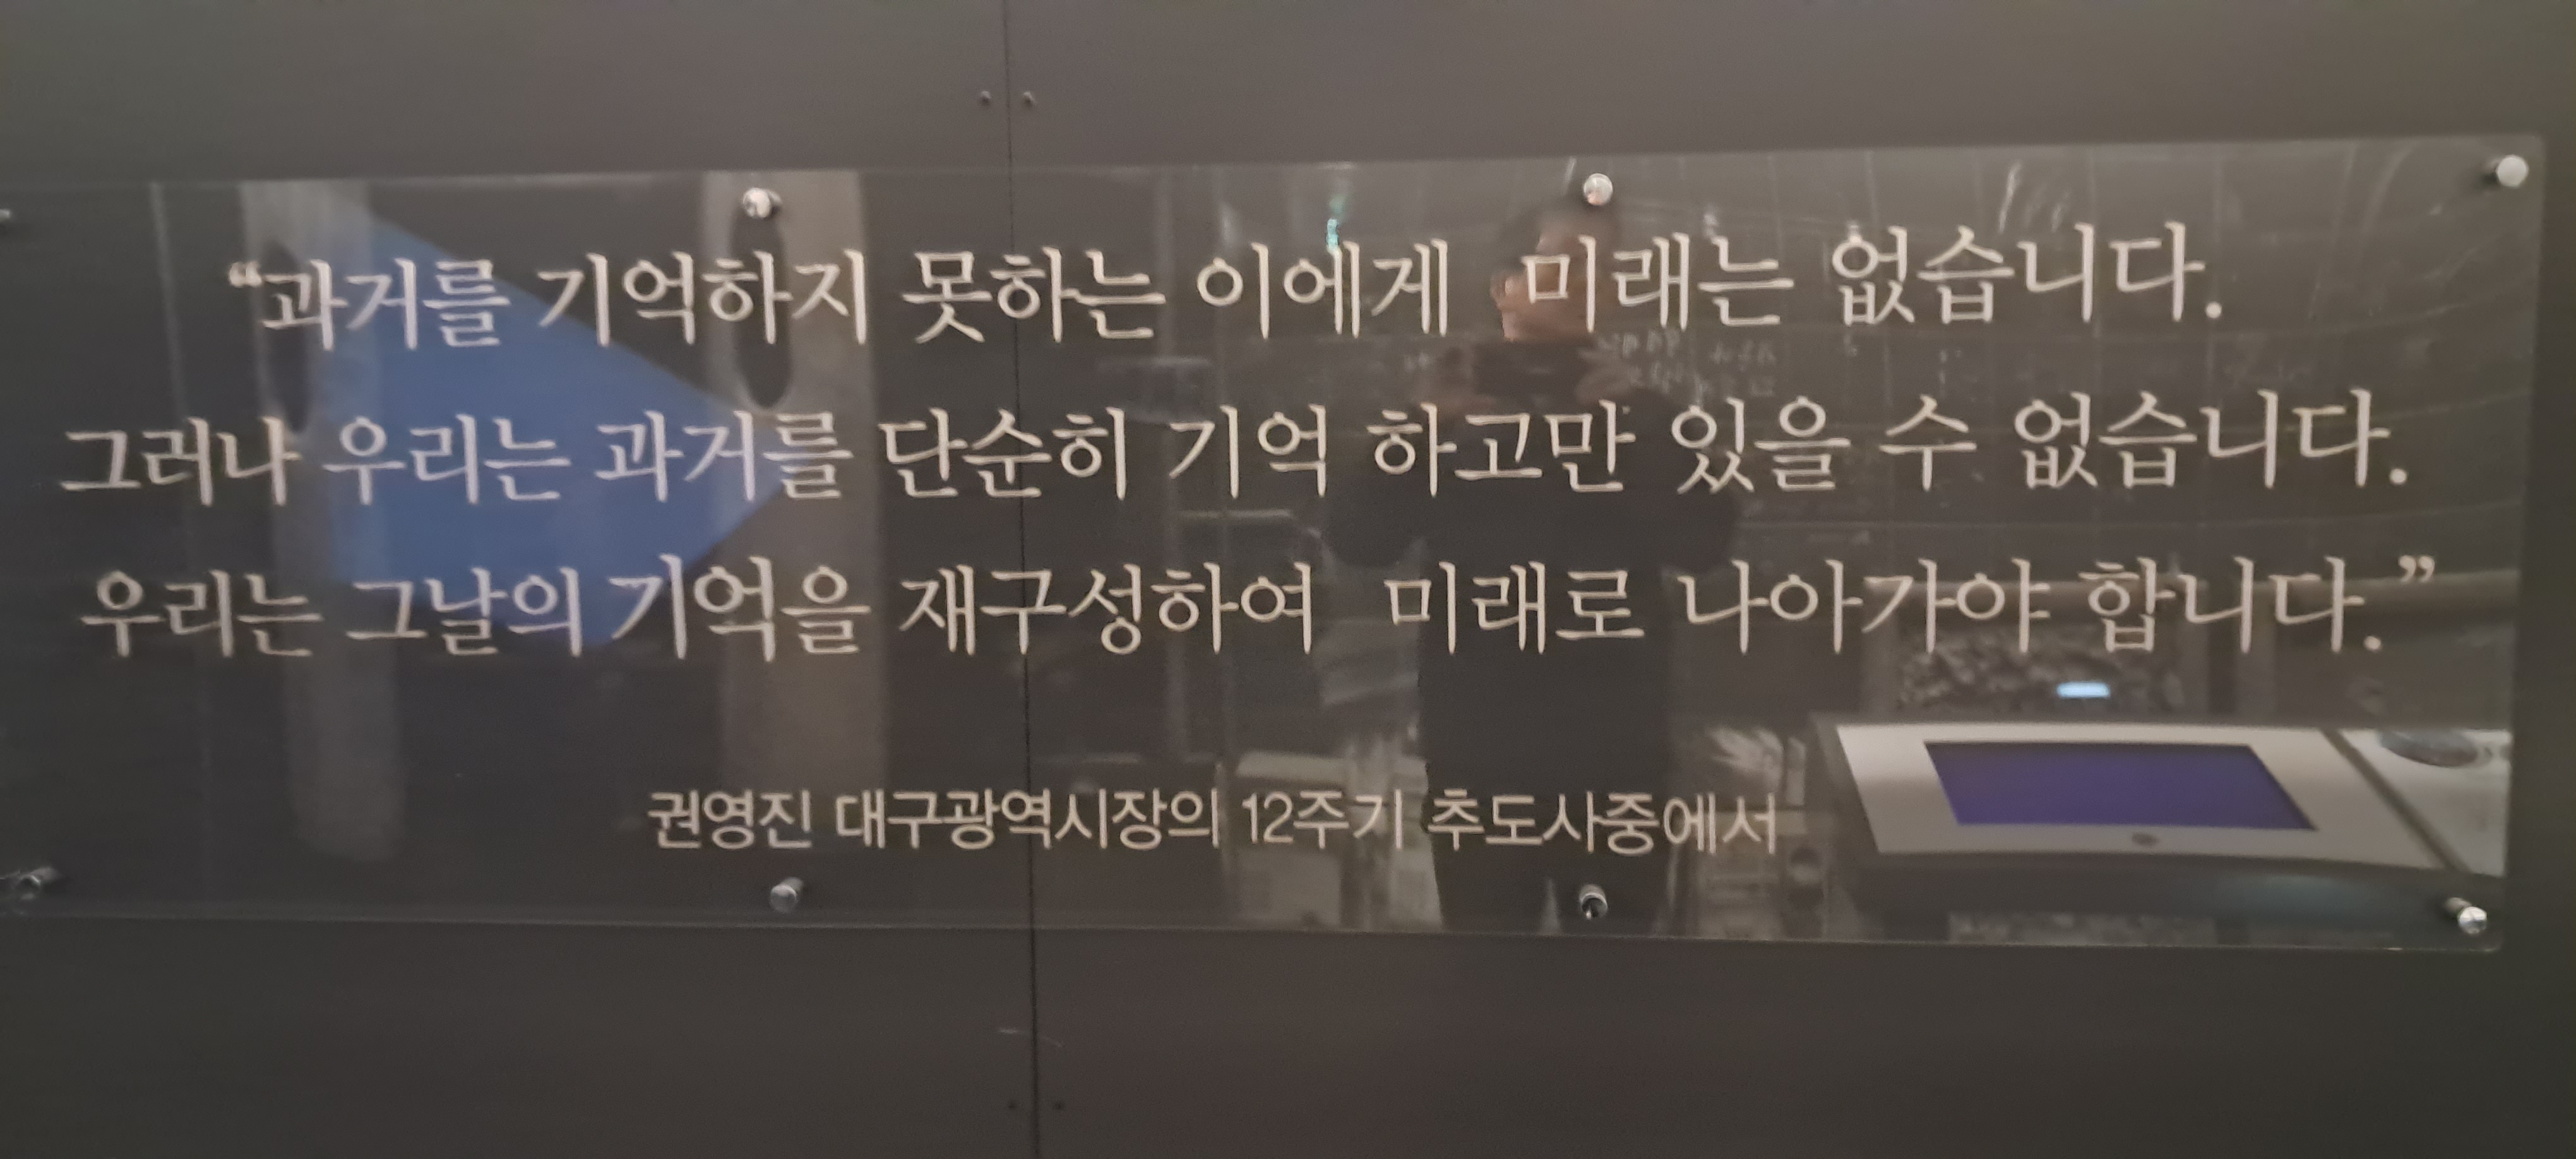 “과거를 기억하지 못하는 이에게 미래는 없습니다.
그러나 우리는 과거를 단순히 기억 하고만 있을 수 없습니다.
우리는 그날의 기억을 재구성하여 미래로 나아가야 합니다.”
권영진 대구광역시장의 12주기 추도사중에서